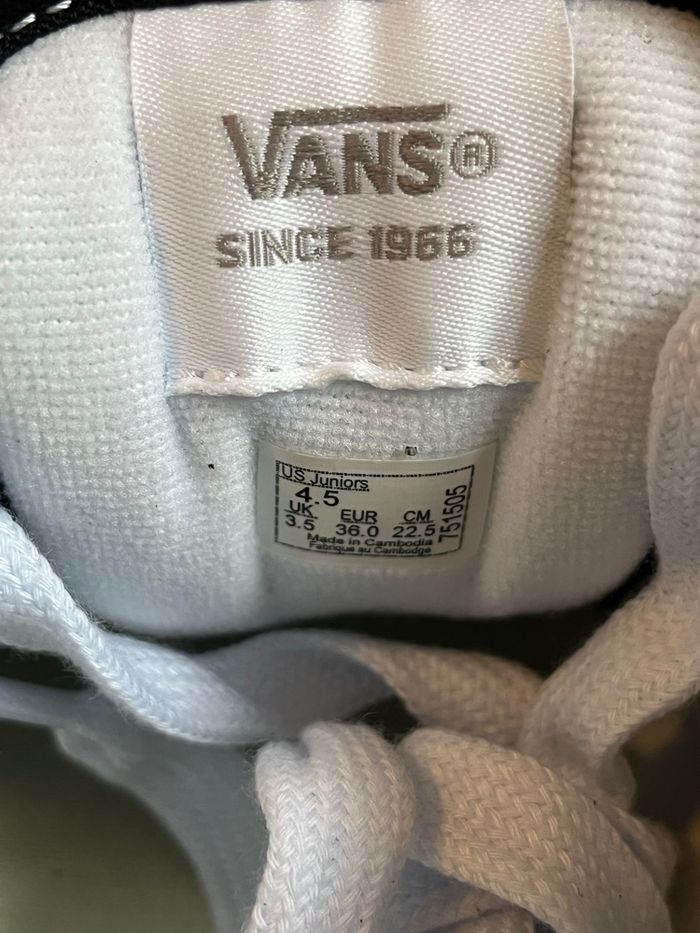 VANS®
SINCE 1966
US Juniors
4.5
UK EUR CM
3.5 36.0 22.5
Made in Cambodia
Fabriqué au Cambodge
751505